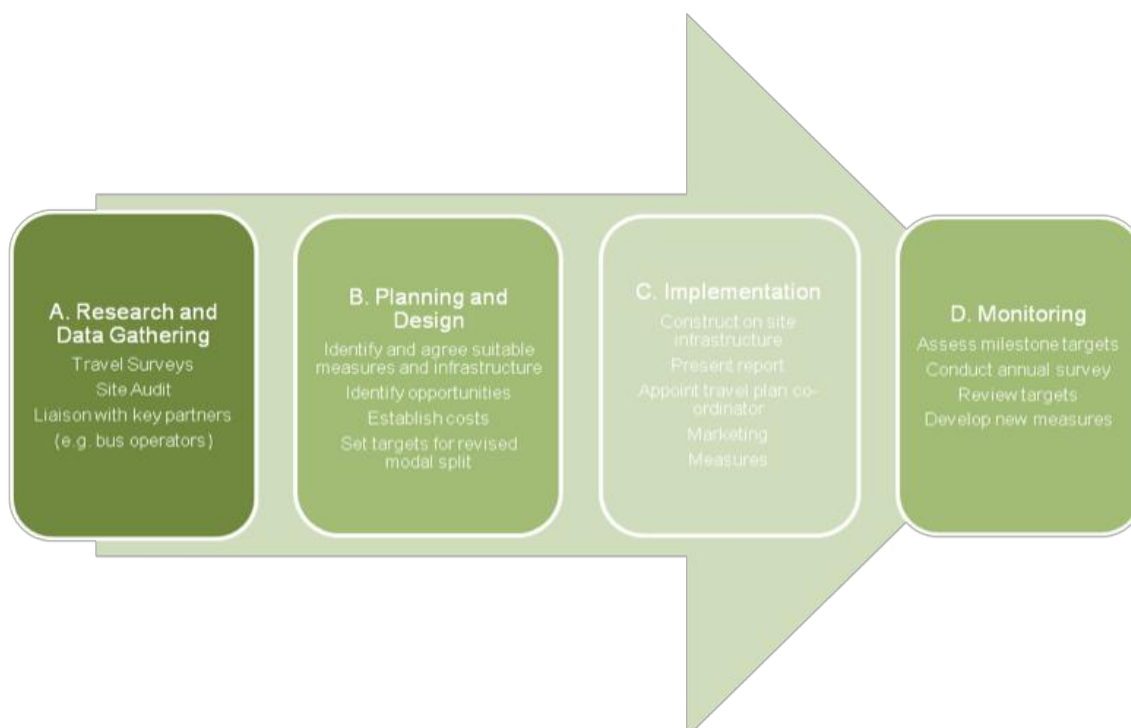 A. Research and
Data Gathering
Travel Surveys
Site Audit
Liaison with key partners
(e.g. bus operators)
B. Planning and
Design
Identify and agree suitable
measures and infrastructure
Identify opportunities
Establish costs
Set targets for revised
modal split
C. Implementation
Construct on site
infrastructure
Present report
Appoint travel plan co-
ordinator
Marketing
Measures
D. Monitoring
Assess milestone targets
Conduct annual survey
Review targets
Develop new measures